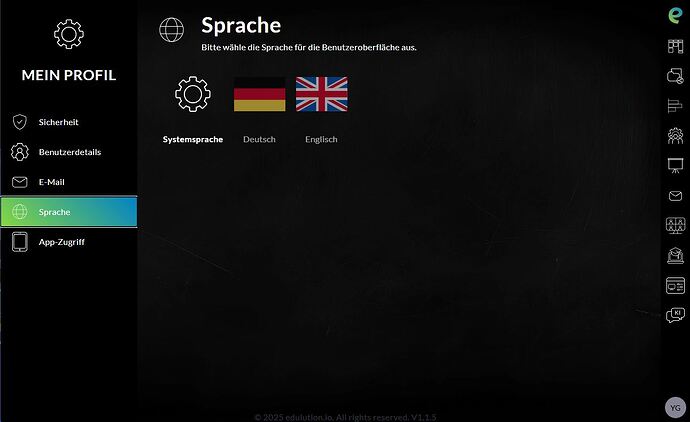 MEIN PROFIL
Sicherheit
Benutzerdetails
E-Mail
Sprache
App-Zugriff
Sprache
Bitte wähle die Sprache für die Benutzeroberfläche aus.
Systemsprache
Deutsch
Englisch
KI
YG
© 2025 edulution.io. All rights reserved. V1.1.5